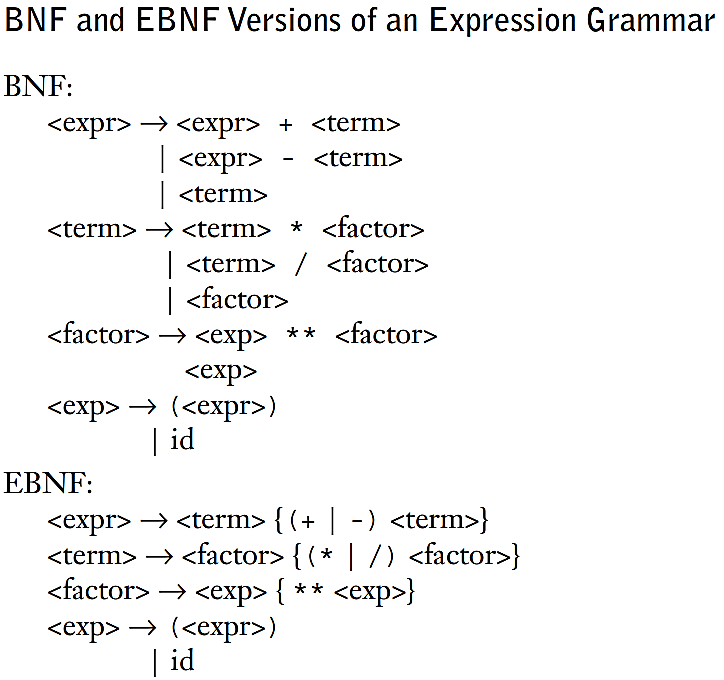 BNF and EBNF Versions of an Expression Grammar
BNF:
<expr> → <expr> + <term>
| <expr> - <term>
| <term>
<term> → <term> * <factor>
| <term> / <factor>
| <factor>
<factor> → <exp> ** <factor>
<exp>
<exp> → (<expr>)
| id
EBNF:
<expr> → <term> {(+ | -) <term>}
<term> → <factor> {(* | /) <factor>}
<factor> → <exp> { ** <exp>}
<exp> → (<expr>)
| id